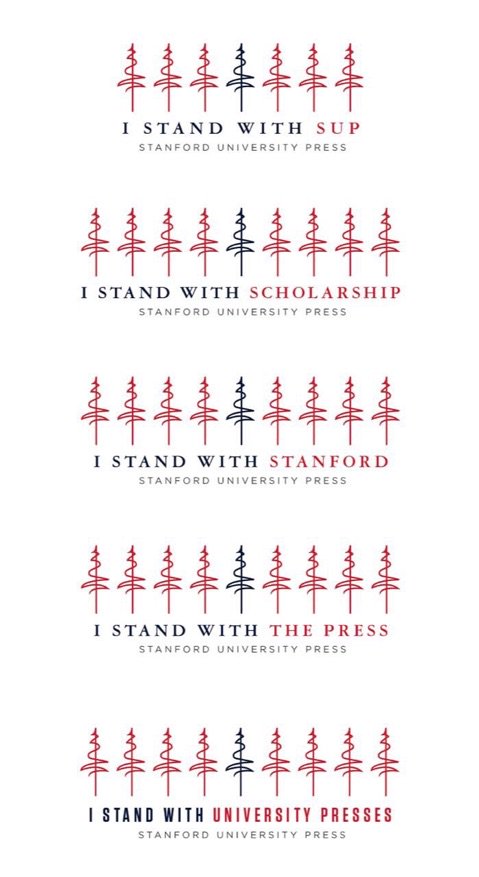 I STAND WITH SUP
STANFORD UNIVERSITY PRESS
I STAND WITH SCHOLARSHIP
STANFORD UNIVERSITY PRESS
I STAND WITH STANFORD
STANFORD UNIVERSITY PRESS
I STAND WITH THE PRESS
STANFORD UNIVERSITY PRESS
I STAND WITH UNIVERSITY PRESSES
STANFORD UNIVERSITY PRESS